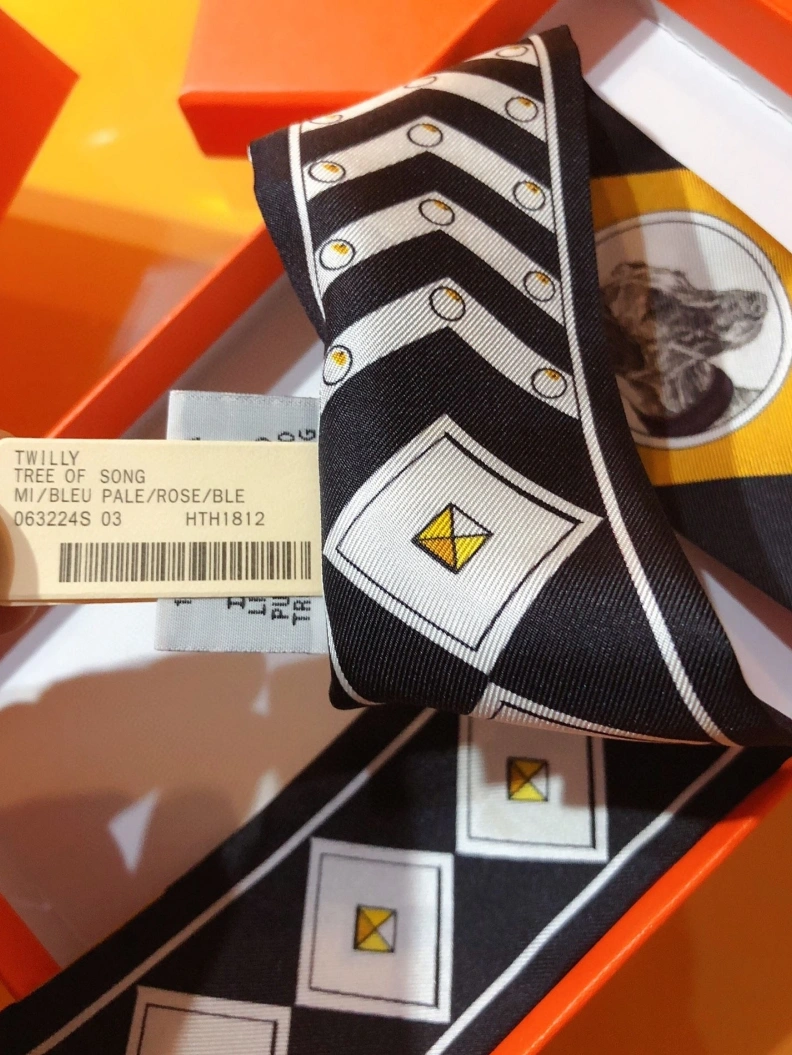 TWILLY
TREE OF SONG
MI/BLEU PALE/ROSE/BLE
063224S 03 HTH1812